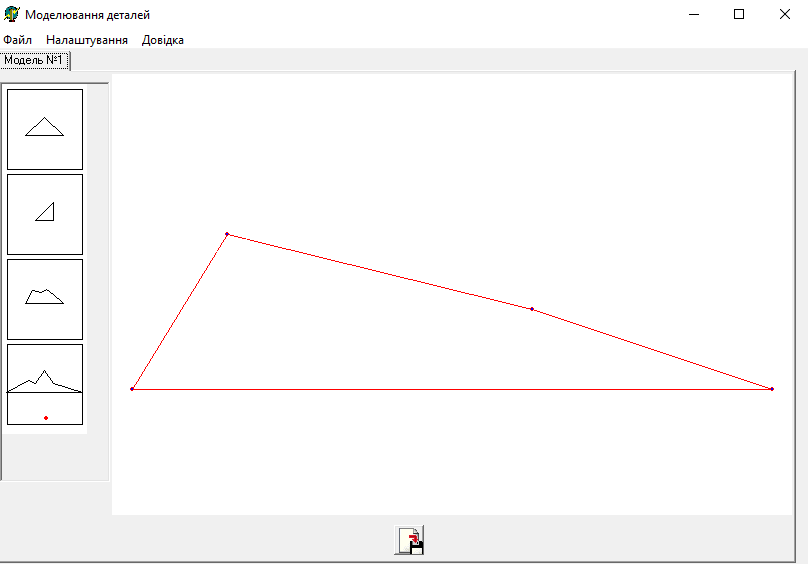 Моделювання деталей
Файл Налаштування Довідка
Модель №1